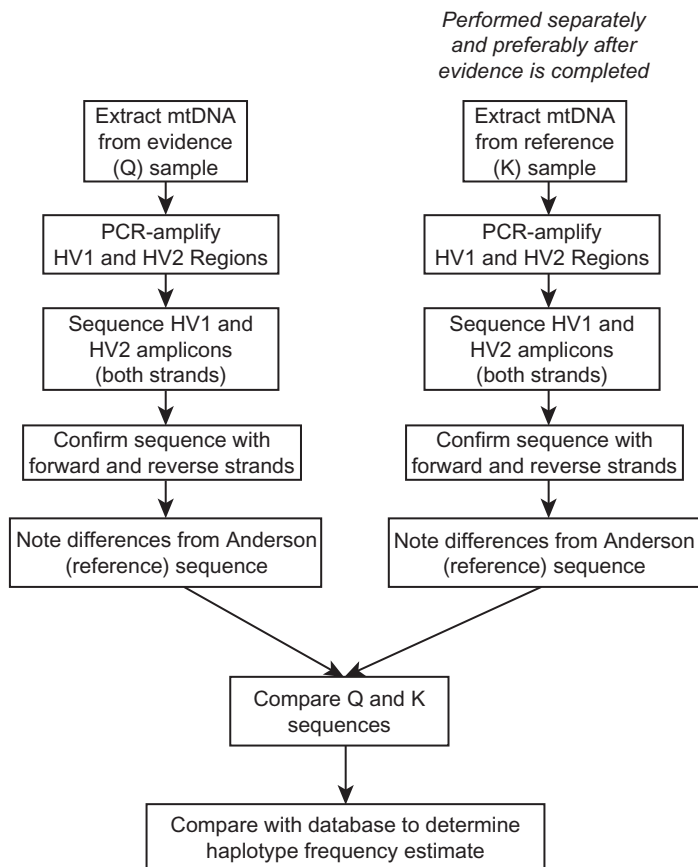 Performed separately
and preferably after
evidence is completed
Extract mtDNA
from evidence
(Q) sample
PCR-amplify
HV1 and HV2 Regions
Sequence HV1 and
HV2 amplicons
(both strands)
Confirm sequence with
forward and reverse strands
Note differences from Anderson
(reference) sequence
Extract mtDNA
from reference
(K) sample
PCR-amplify
HV1 and HV2 Regions
Sequence HV1 and
HV2 amplicons
(both strands)
Confirm sequence with
forward and reverse strands
Note differences from Anderson
(reference) sequence
Compare Q and K
sequences
Compare with database to determine
haplotype frequency estimate